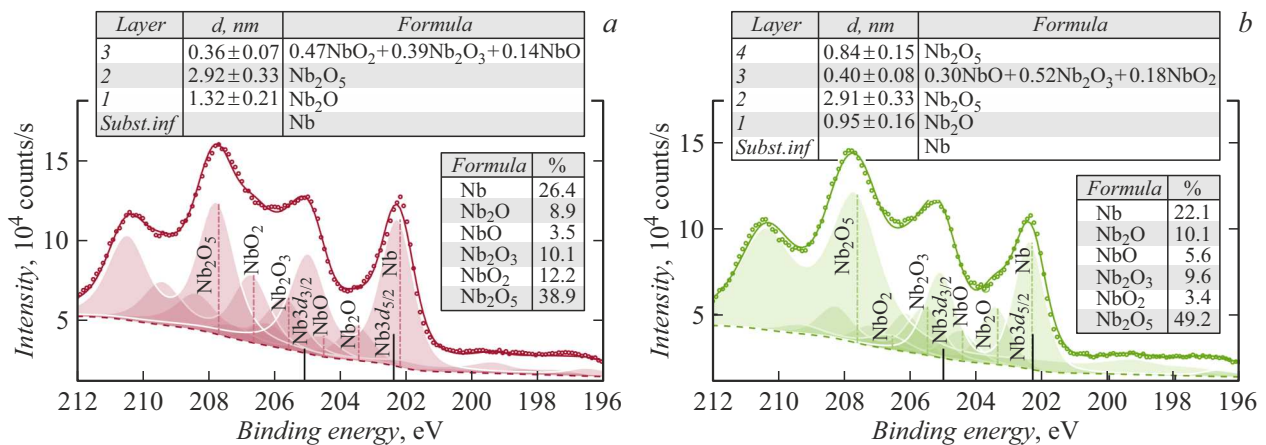 a
Layer d, nm Formula
3 0.36±0.07 0.47NbO₂+0.39Nb₂O₃+0.14NbO
2 2.92±0.33 Nb₂O₅
1 1.32±0.21 Nb₂O
Subst.inf Nb
Formula %
Nb 26.4
Nb₂O 8.9
NbO 3.5
Nb₂O₃ 10.1
NbO₂ 12.2
Nb₂O₅ 38.9
Intensity, 10⁴ counts/s
15
10
5
Nb₂O₅
NbO₂
Nb₂O₃
Nb3d₃/₂
NbO
Nb₂O
Nb3d₅/₂
Nb
212 210 208 206 204 202 200 198 196
Binding energy, eV
b
Layer d, nm Formula
4 0.84±0.15 Nb₂O₅
3 0.40±0.08 0.30NbO+0.52Nb₂O₃+0.18NbO₂
2 2.91±0.33 Nb₂O₅
1 0.95±0.16 Nb₂O
Subst.inf Nb
Formula %
Nb 22.1
Nb₂O 10.1
NbO 5.6
Nb₂O₃ 9.6
NbO₂ 3.4
Nb₂O₅ 49.2
Intensity, 10⁴ counts/s
15
10
5
Nb₂O₅
NbO₂
Nb₂O₃
Nb3d₃/₂
NbO
Nb₂O
Nb3d₅/₂
Nb
212 210 208 206 204 202 200 198 196
Binding energy, eV